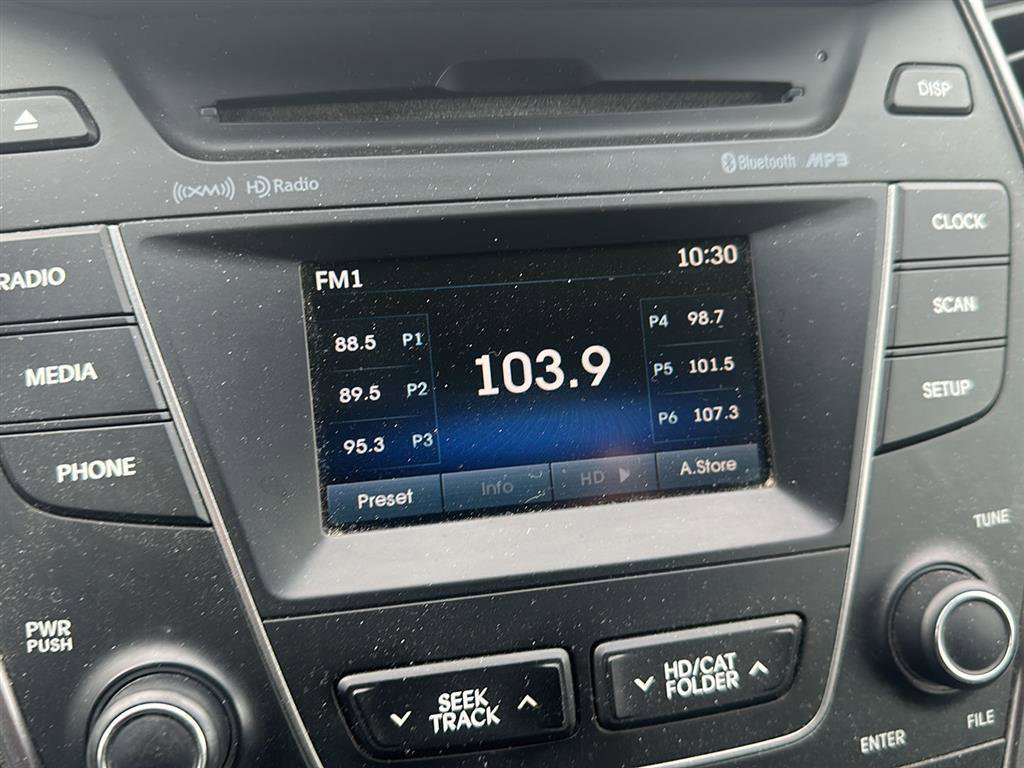 DISP
((XM)) HD Radio
Bluetooth MP3
RADIO
MEDIA
PHONE
CLOCK
SCAN
SETUP
FM1 10:30
88.5 P1
89.5 P2
95.3 P3
103.9
P4 98.7
P5 101.5
P6 107.3
Preset Info HD A.Store
TUNE
PWR
PUSH
SEEK
TRACK
HD/CAT
FOLDER
ENTER
FILE